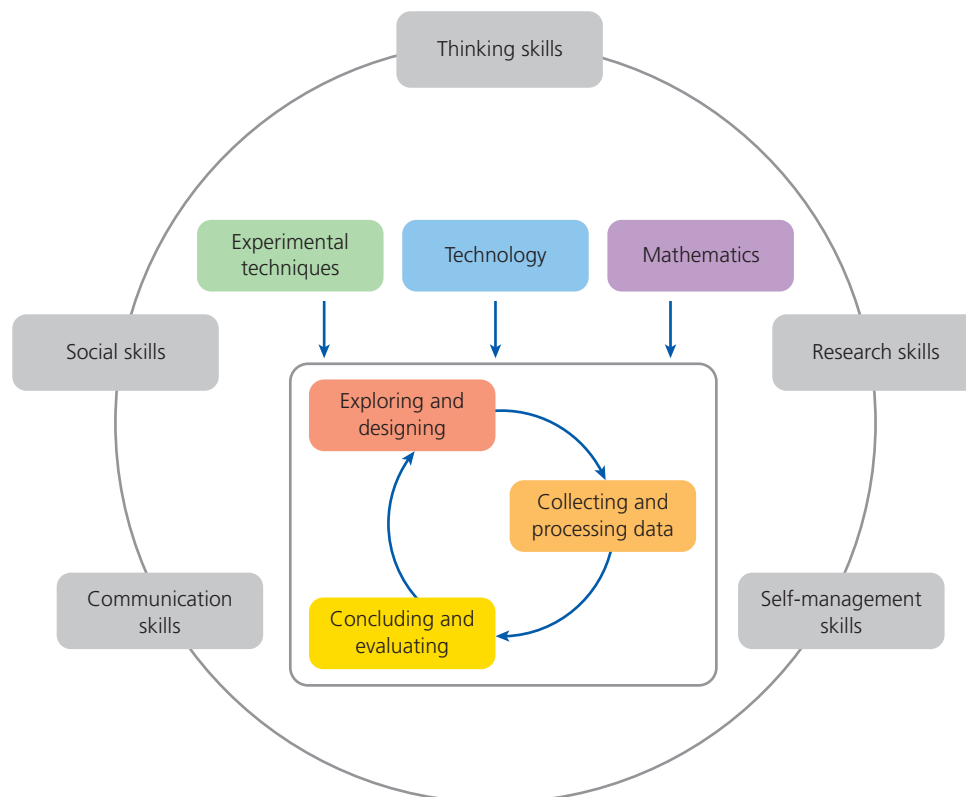 Thinking skills
Experimental
techniques
Technology
Mathematics
Social skills
Research skills
Exploring and
designing
Collecting and
processing data
Communication
skills
Self-management
skills
Concluding and
evaluating